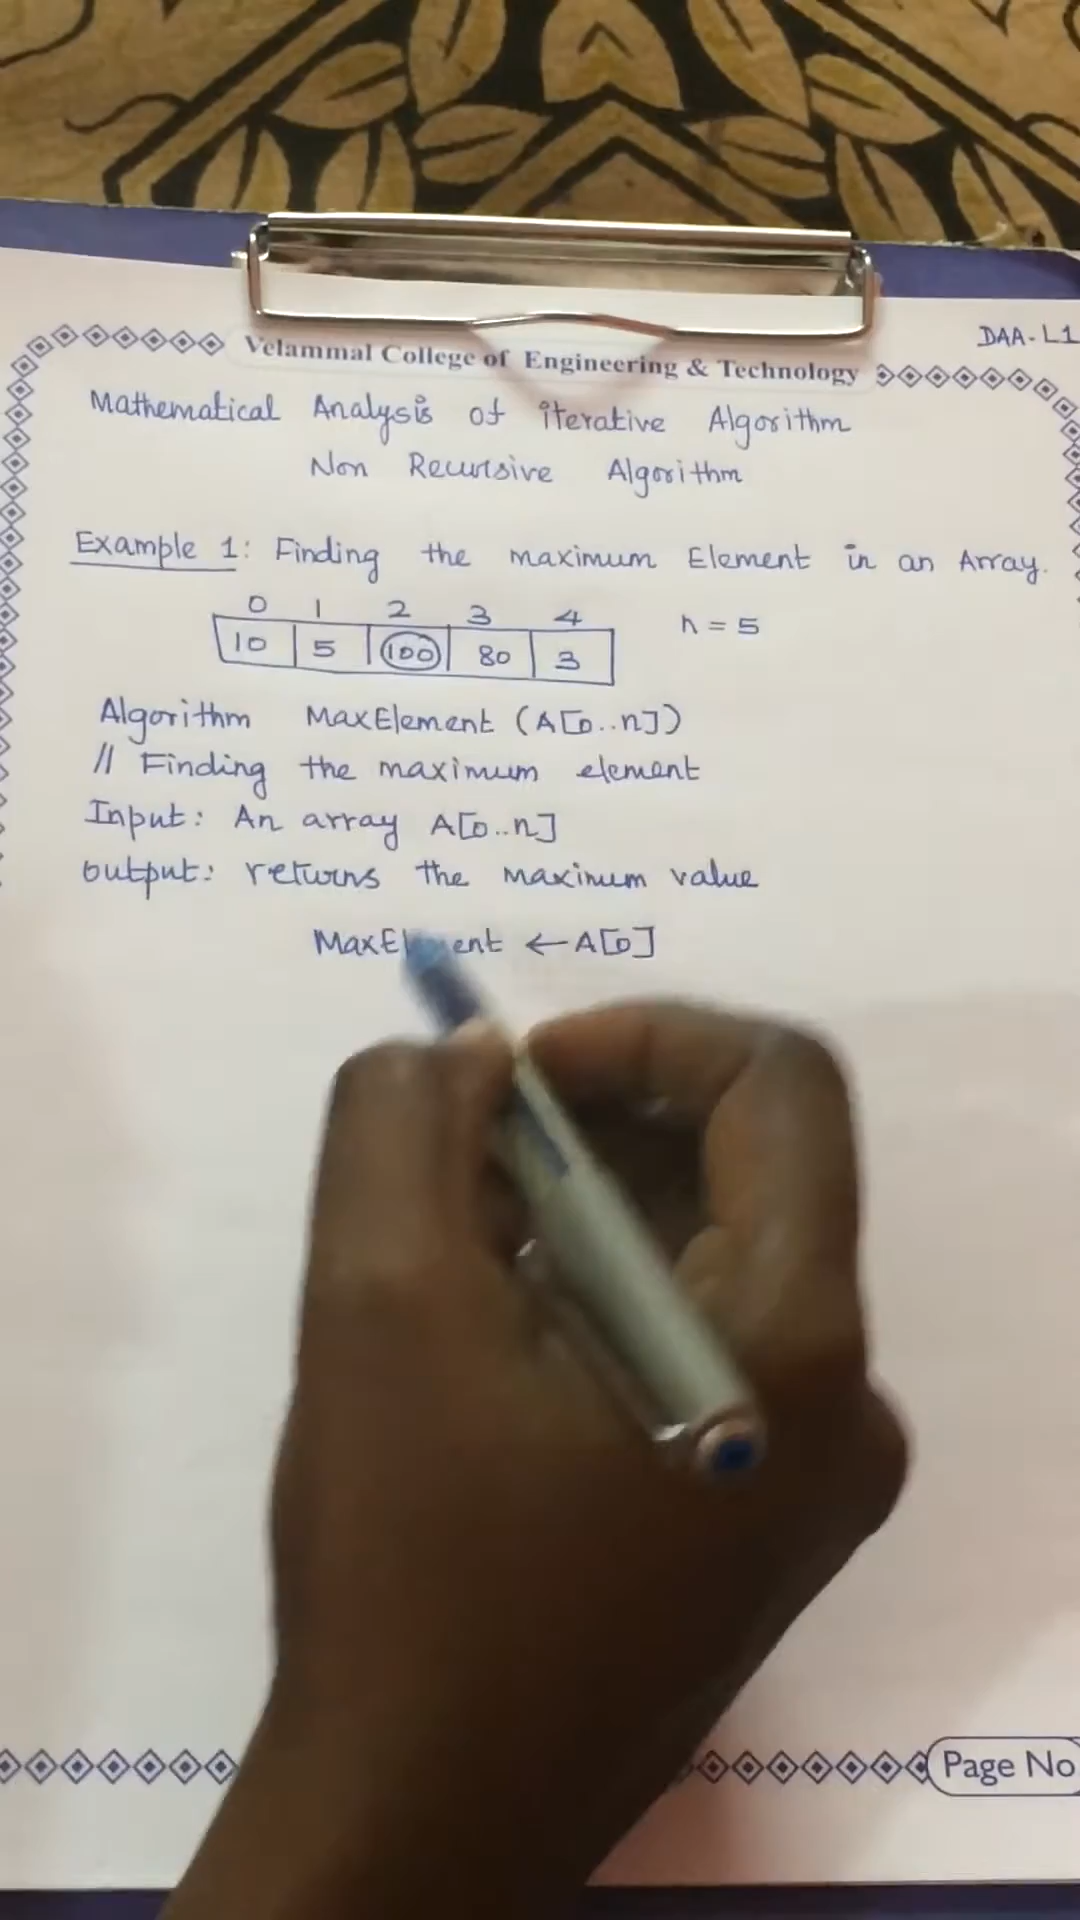 DAA-L1
Velammal College of Engineering & Technology
Mathematical Analysis of iterative Algorithm
Non Recursive Algorithm
Example 1: Finding the maximum Element in an Array.
0 1 2 3 4
10 5 100 80 3 n = 5
Algorithm MaxElement (A[0..n])
// Finding the maximum element
Input: An array A[0..n]
output: returns the maximum value
MaxElement ← A[0]
Page No